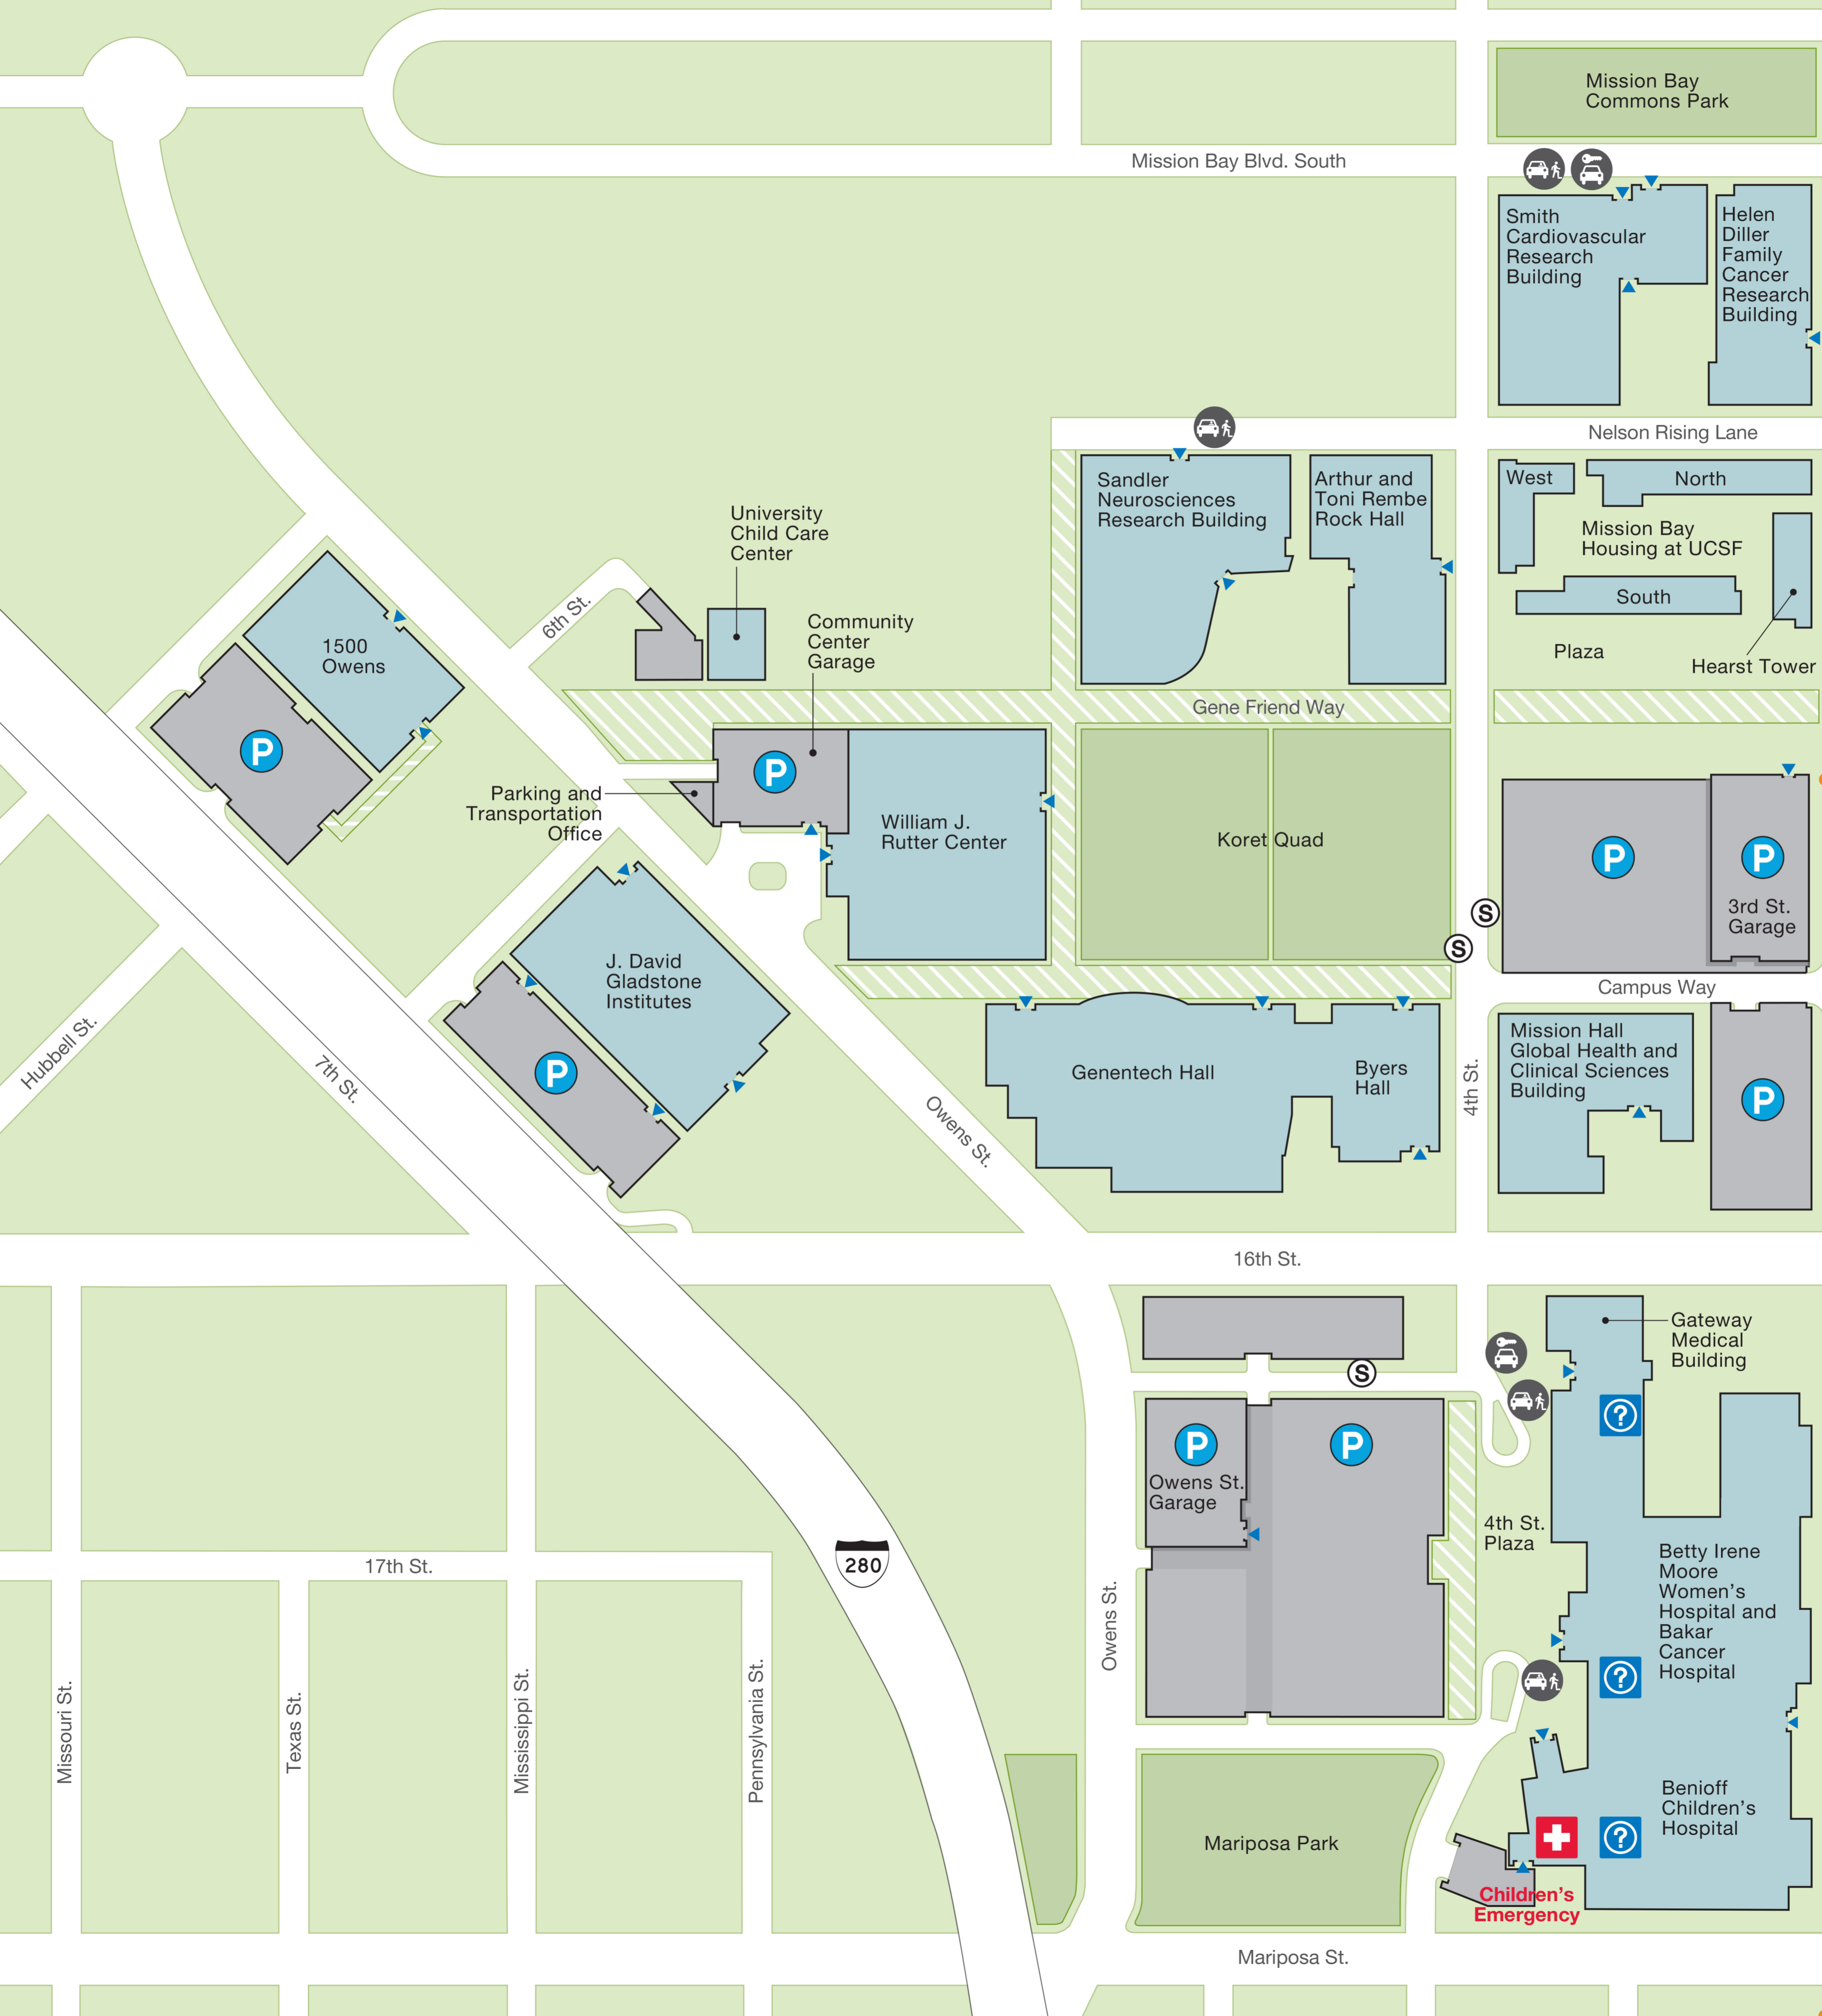 Mission Bay
Commons Park
Mission Bay Blvd. South
Smith
Cardiovascular
Research
Building
Helen
Diller
Family
Cancer
Research
Building
Nelson Rising Lane
Sandler
Neurosciences
Research Building
Arthur and
Toni Rembe
Rock Hall
West
North
Mission Bay
Housing at UCSF
South
Plaza
Hearst Tower
University
Child Care
Center
6th St.
Community
Center
Garage
1500
Owens
P
Gene Friend Way
P
Parking and
Transportation
Office
William J.
Rutter Center
Koret Quad
P
P
3rd St.
Garage
S
S
J. David
Gladstone
Institutes
P
Campus Way
Mission Hall
Global Health and
Clinical Sciences
Building
P
Genentech Hall
Byers
Hall
4th St.
Hubbell St.
7th St.
Owens St.
16th St.
Gateway
Medical
Building
S
P
Owens St.
Garage
P
?
4th St.
Plaza
Betty Irene
Moore
Women's
Hospital and
Bakar
Cancer
Hospital
?
280
17th St.
Owens St.
Missouri St.
Texas St.
Mississippi St.
Pennsylvania St.
Benioff
Children's
Hospital
?
Mariposa Park
Children's
Emergency
Mariposa St.